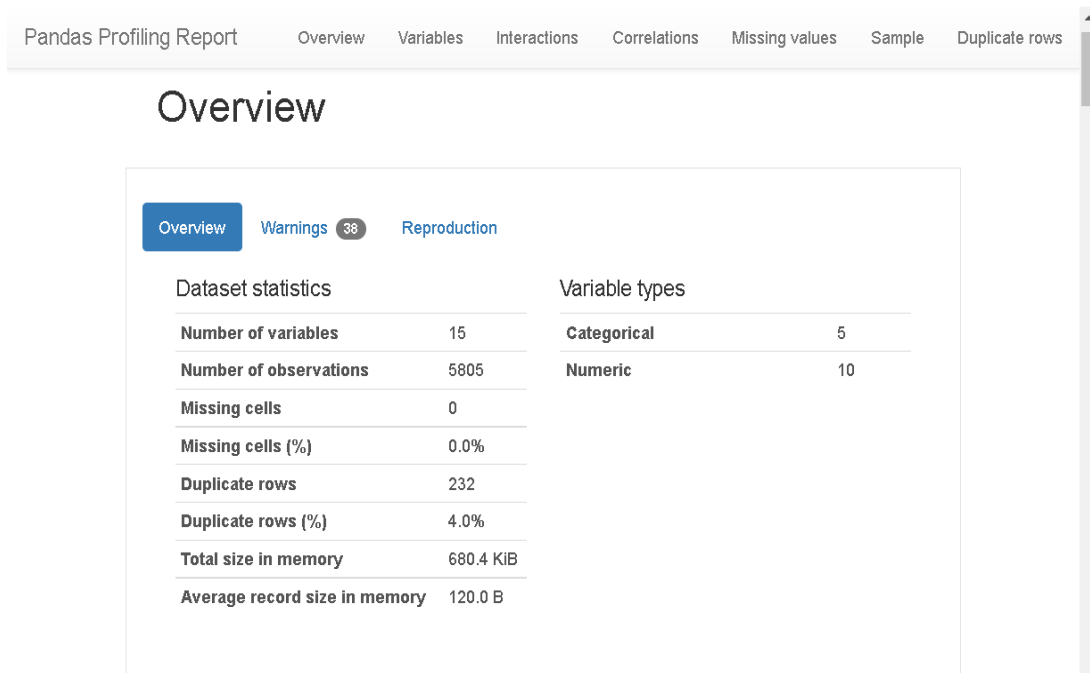 Pandas Profiling Report Overview Variables Interactions Correlations Missing values Sample Duplicate rows
Overview
Overview Warnings 38 Reproduction
Dataset statistics
Number of variables 15
Number of observations 5805
Missing cells 0
Missing cells (%) 0.0%
Duplicate rows 232
Duplicate rows (%) 4.0%
Total size in memory 680.4 KiB
Average record size in memory 120.0 B
Variable types
Categorical 5
Numeric 10